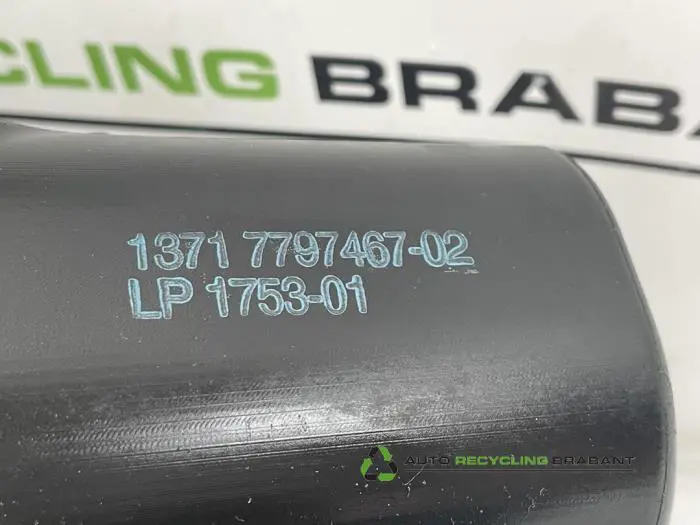 CLING BRABA
1371 7797467-02
LP 1753-01
AUTO RECYCLING BRABANT